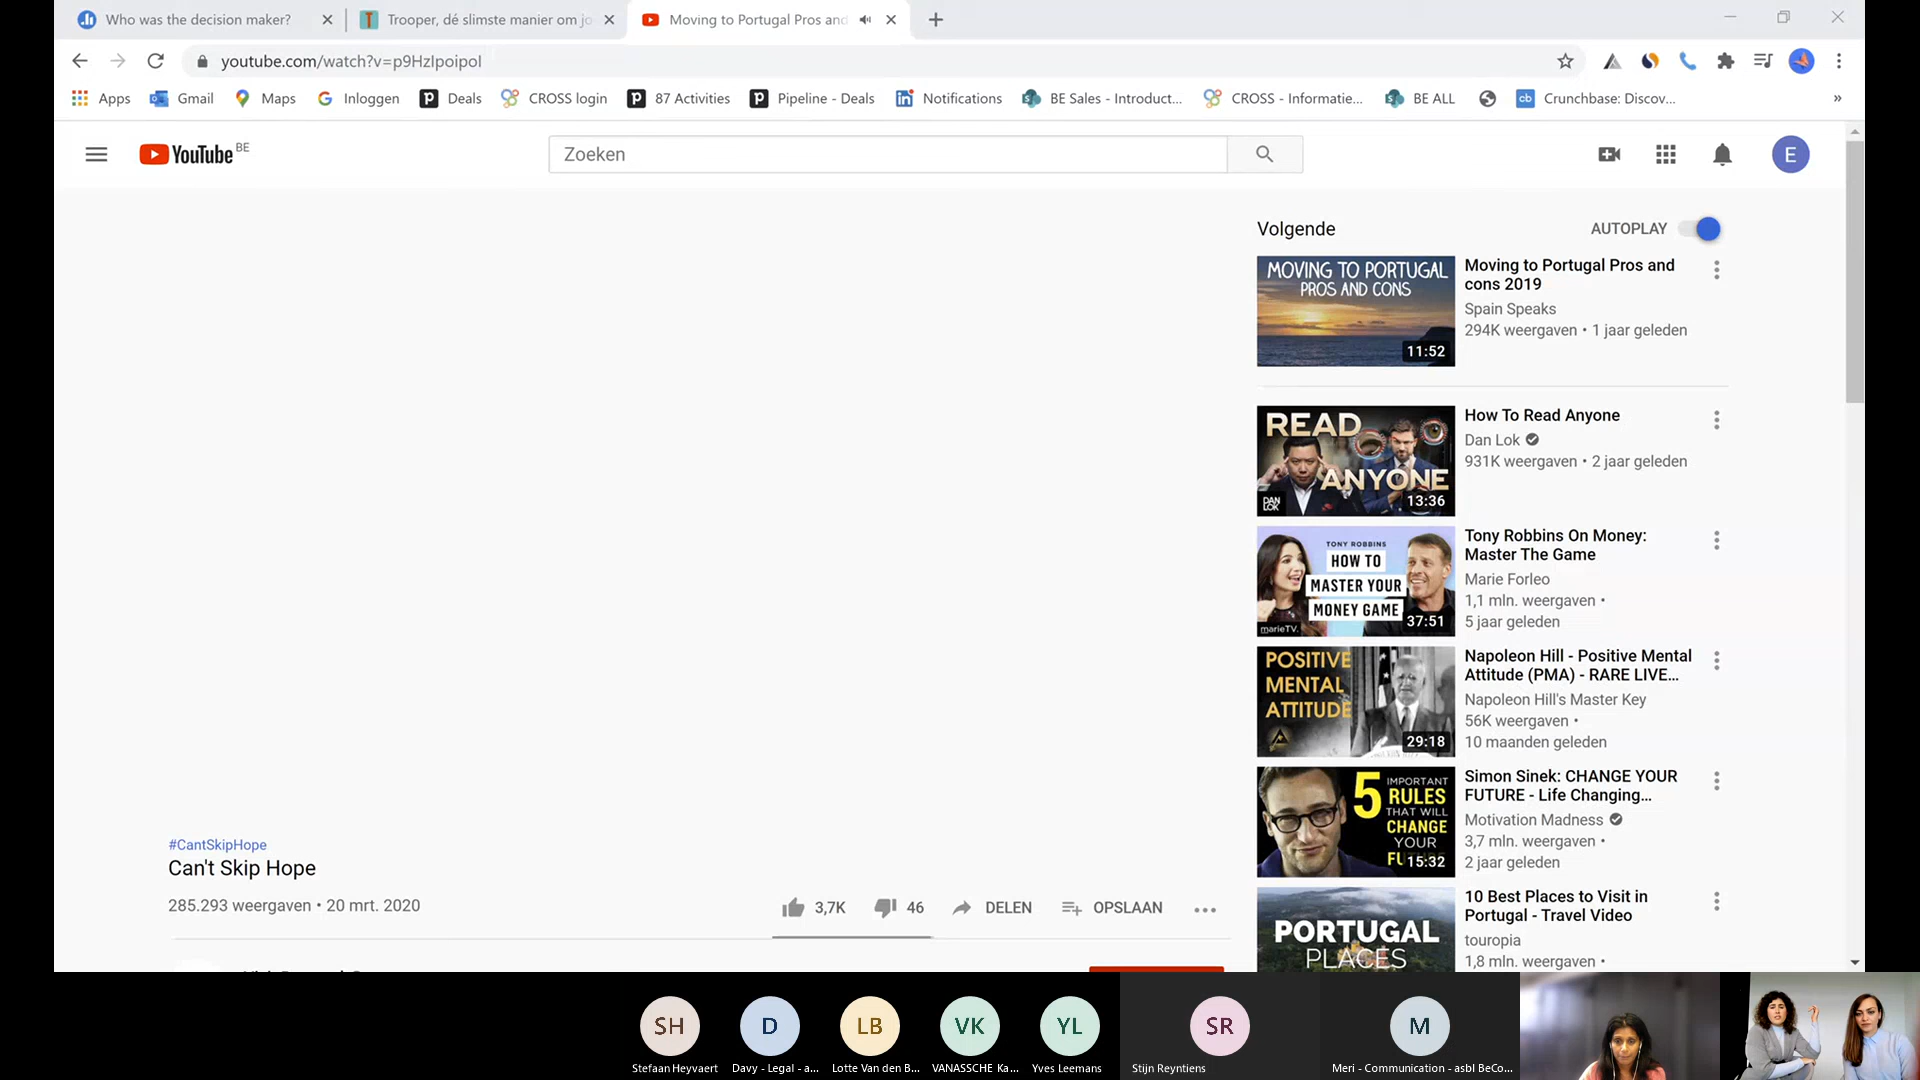 Who was the decision maker?
Trooper, dé slimste manier om jo
Moving to Portugal Pros and
youtube.com/watch?v=p9HzIpoipoI
Apps
Gmail
Maps
Inloggen
Deals
CROSS login
87 Activities
Pipeline - Deals
Notifications
BE Sales - Introduct...
CROSS - Informatie...
BE ALL
Crunchbase: Discov...
YouTube BE
Zoeken
E
Volgende
AUTOPLAY
MOVING TO PORTUGAL
PROS AND CONS
11:52
Moving to Portugal Pros and
cons 2019
Spain Speaks
294K weergaven • 1 jaar geleden
READ
ANYONE
DAN
LOK
13:36
How To Read Anyone
Dan Lok
931K weergaven • 2 jaar geleden
TONY ROBBINS
HOW TO
MASTER YOUR
MONEY GAME
marieTV.
37:51
Tony Robbins On Money:
Master The Game
Marie Forleo
1,1 mln. weergaven •
5 jaar geleden
POSITIVE
MENTAL
ATTITUDE
29:18
Napoleon Hill - Positive Mental
Attitude (PMA) - RARE LIVE...
Napoleon Hill's Master Key
56K weergaven •
10 maanden geleden
5 IMPORTANT
RULES
THAT WILL
CHANGE
YOUR
15:32
Simon Sinek: CHANGE YOUR
FUTURE - Life Changing...
Motivation Madness
3,7 mln. weergaven •
2 jaar geleden
PORTUGAL
PLACES
10 Best Places to Visit in
Portugal - Travel Video
touropia
1,8 mln. weergaven •
#CantSkipHope
Can't Skip Hope
285.293 weergaven • 20 mrt. 2020
3,7K
46
DELEN
OPSLAAN
SH
D
LB
VK
YL
SR
M
Stefaan Heyvaert
Davy - Legal - a...
Lotte Van den B...
VANASSCHE Ka...
Yves Leemans
Stijn Reyntiens
Meri - Communication - asbl BeCo...